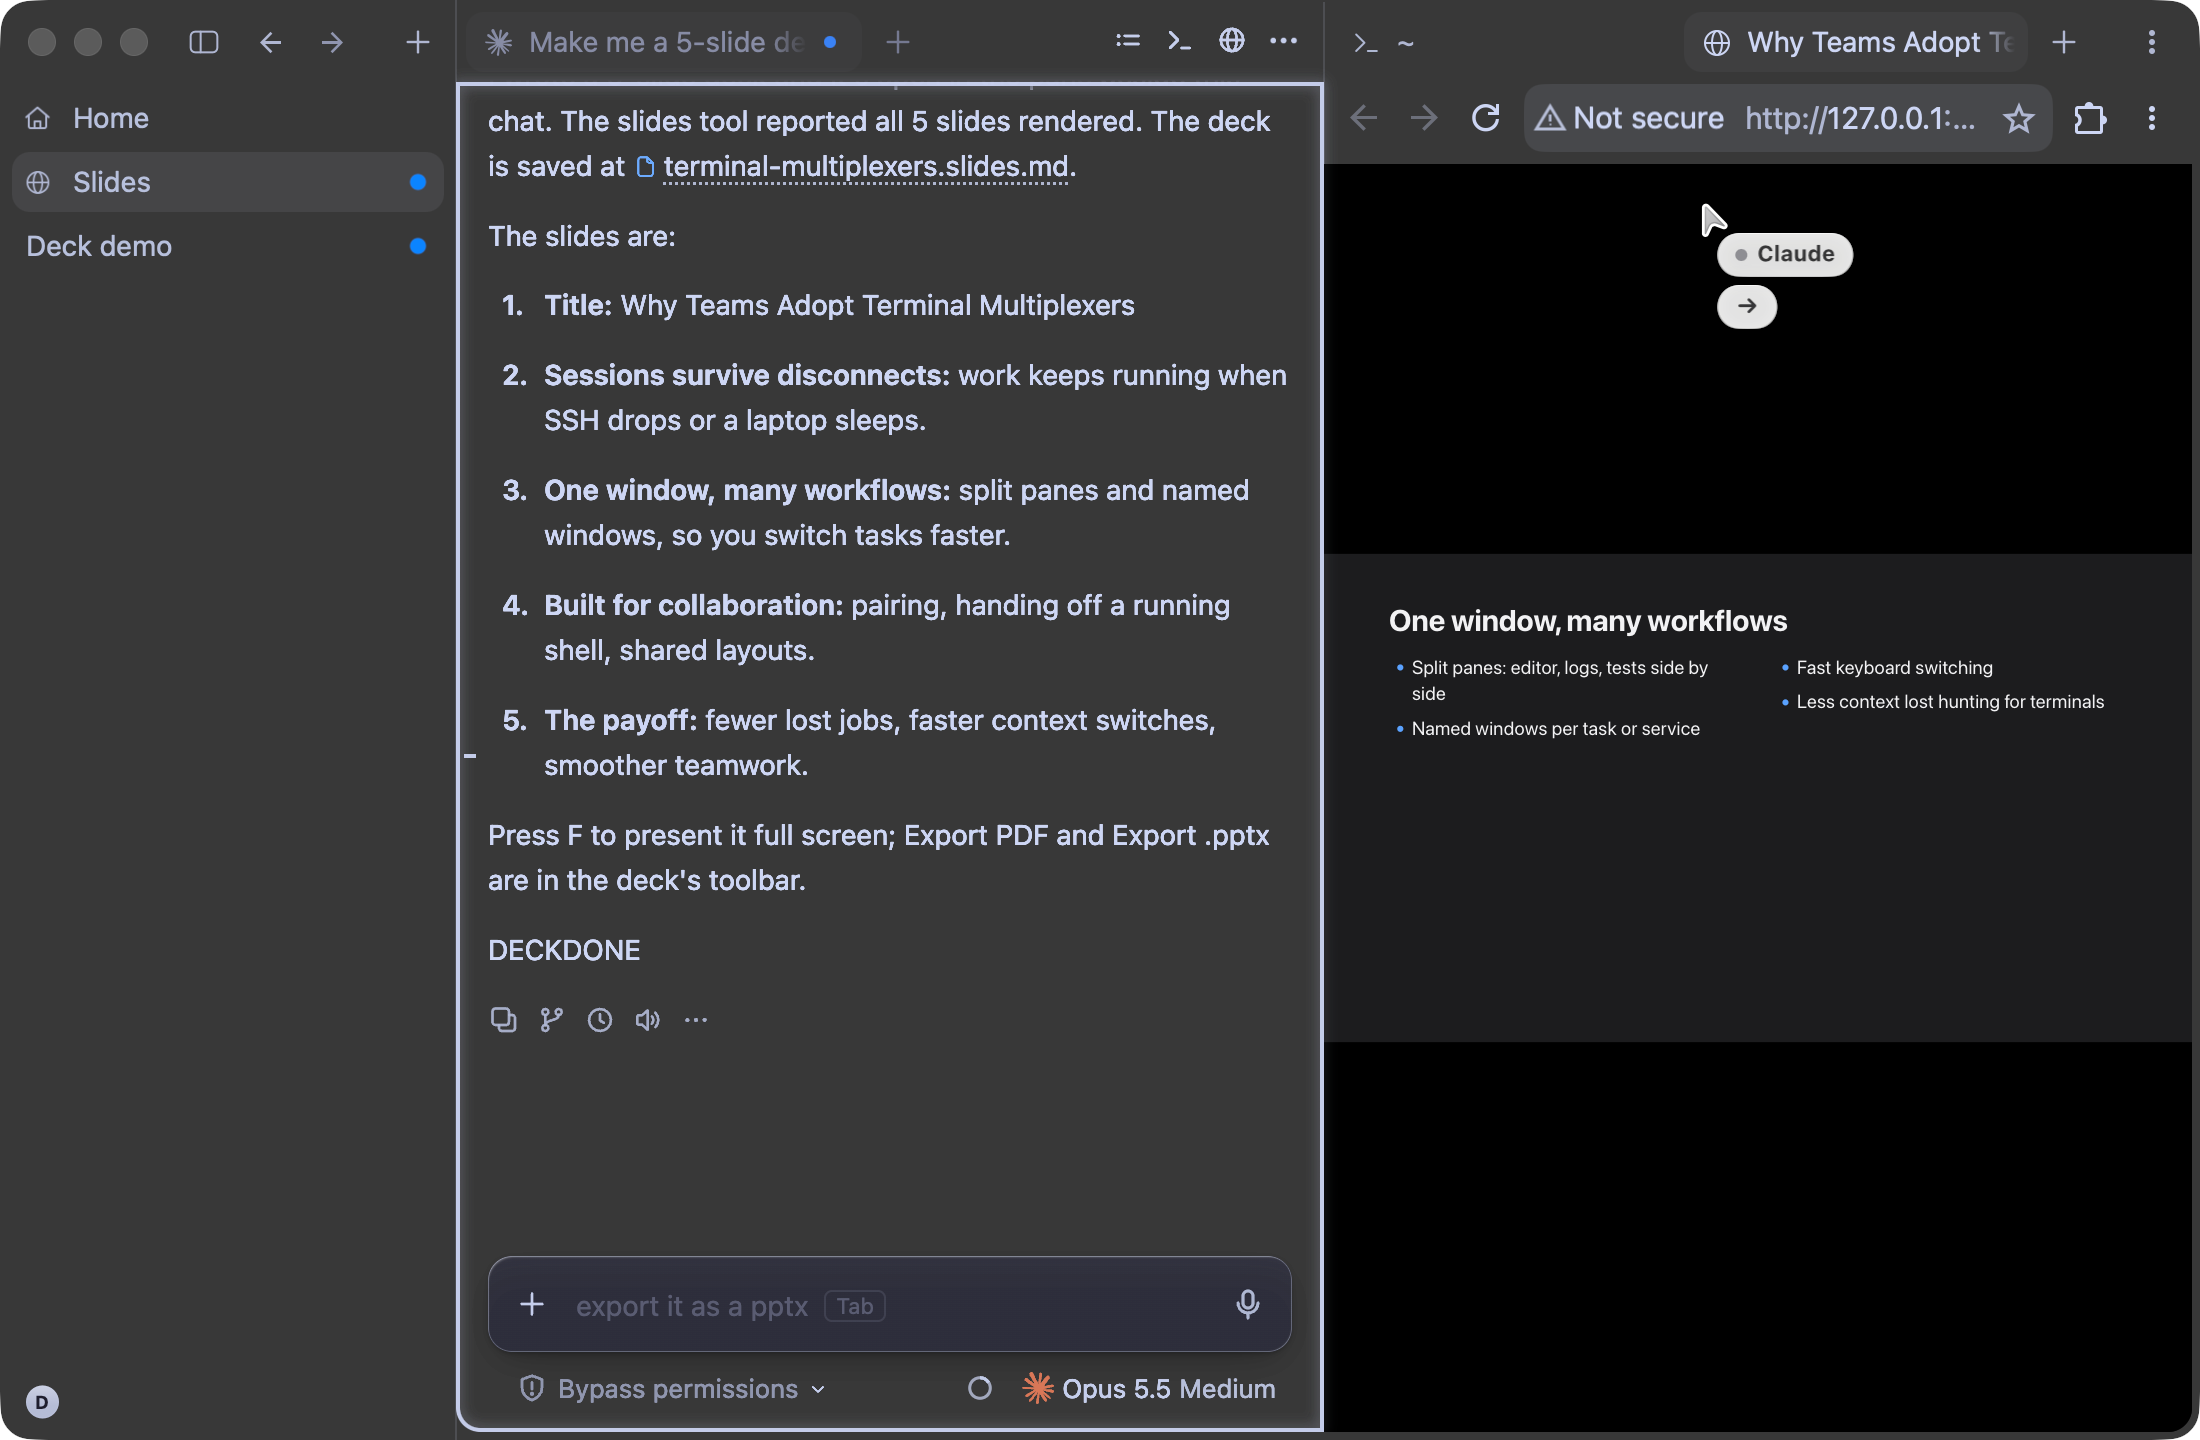 Home
Slides
Deck demo
D
Make me a 5-slide de
chat. The slides tool reported all 5 slides rendered. The deck
is saved at terminal-multiplexers.slides.md.
The slides are:
1. Title: Why Teams Adopt Terminal Multiplexers
2. Sessions survive disconnects: work keeps running when
SSH drops or a laptop sleeps.
3. One window, many workflows: split panes and named
windows, so you switch tasks faster.
4. Built for collaboration: pairing, handing off a running
shell, shared layouts.
5. The payoff: fewer lost jobs, faster context switches,
smoother teamwork.
Press F to present it full screen; Export PDF and Export .pptx
are in the deck's toolbar.
DECKDONE
export it as a pptx Tab
Bypass permissions
Opus 5.5 Medium
~
Why Teams Adopt Te
Not secure http://127.0.0.1:...
Claude
One window, many workflows
Split panes: editor, logs, tests side by
side
Named windows per task or service
Fast keyboard switching
Less context lost hunting for terminals